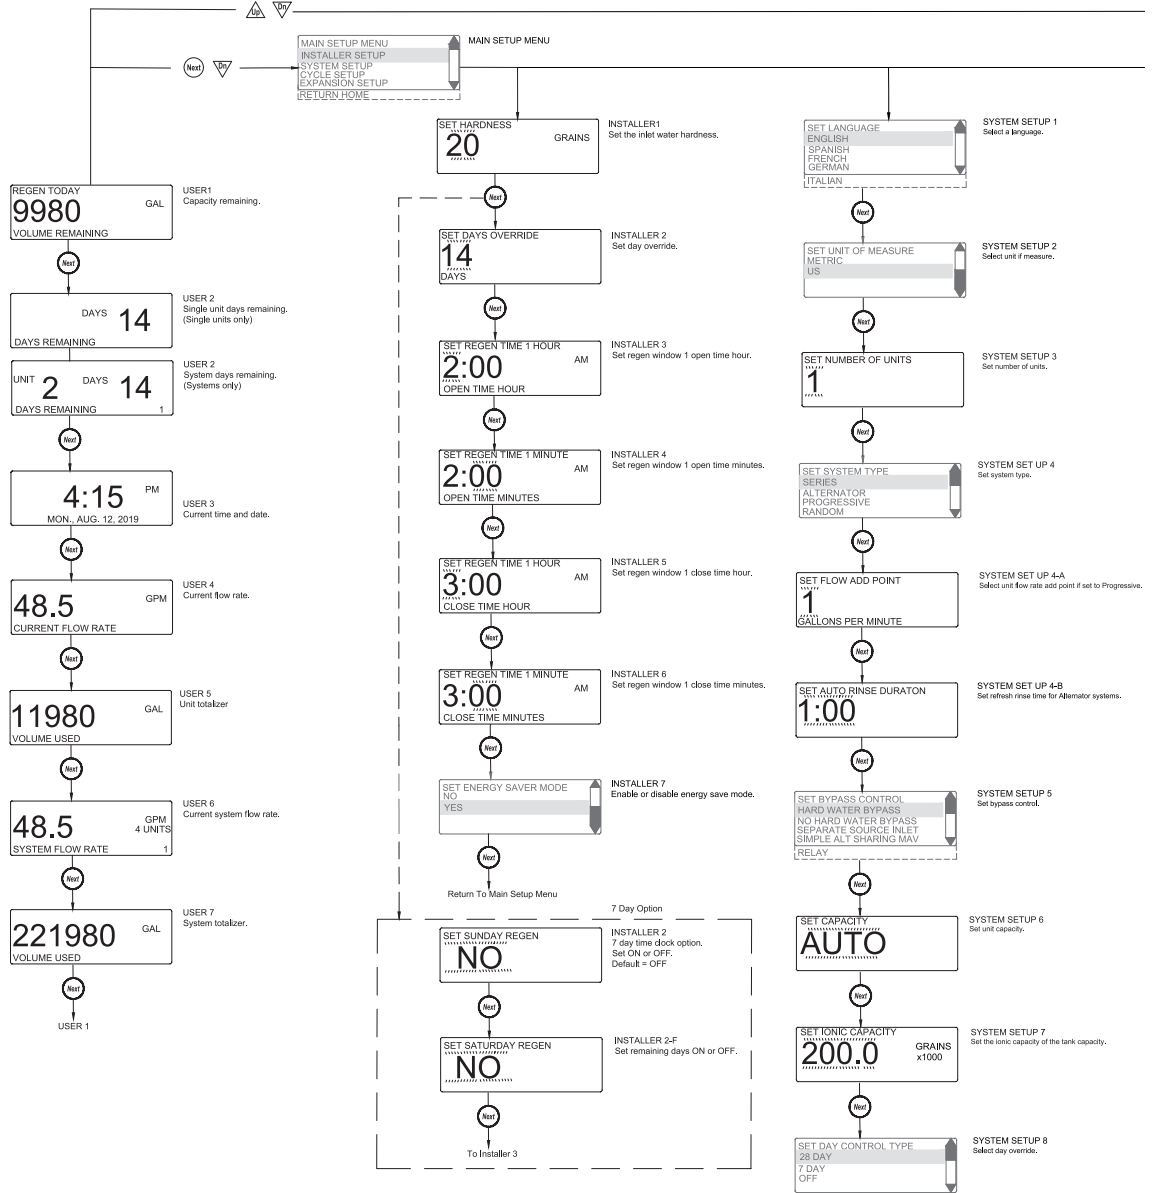 Up Dn
Next Dn
MAIN SETUP MENU
INSTALLER SETUP
SYSTEM SETUP
CYCLE SETUP
EXPANSION SETUP
RETURN HOME
MAIN SETUP MENU
REGEN TODAY
9980 GAL
VOLUME REMAINING
USER1
Capacity remaining.
Next
DAYS 14
DAYS REMAINING
USER 2
Single unit days remaining.
(Single units only)
UNIT 2 DAYS 14
DAYS REMAINING 1
USER 2
System days remaining.
(Systems only)
Next
4:15 PM
MON., AUG. 12, 2019
USER 3
Current time and date.
Next
48.5 GPM
CURRENT FLOW RATE
USER 4
Current flow rate.
Next
11980 GAL
VOLUME USED
USER 5
Unit totalizer
Next
48.5 GPM
4 UNITS
SYSTEM FLOW RATE 1
USER 6
Current system flow rate.
Next
221980 GAL
VOLUME USED
USER 7
System totalizer.
Next
USER 1
SET HARDNESS
20 GRAINS
INSTALLER1
Set the inlet water hardness.
Next
SET DAYS OVERRIDE
14
DAYS
INSTALLER 2
Set day override.
Next
SET REGEN TIME 1 HOUR
2:00 AM
OPEN TIME HOUR
INSTALLER 3
Set regen window 1 open time hour.
Next
SET REGEN TIME 1 MINUTE
2:00 AM
OPEN TIME MINUTES
INSTALLER 4
Set regen window 1 open time minutes.
Next
SET REGEN TIME 1 HOUR
3:00 AM
CLOSE TIME HOUR
INSTALLER 5
Set regen window 1 close time hour.
Next
SET REGEN TIME 1 MINUTE
3:00 AM
CLOSE TIME MINUTES
INSTALLER 6
Set regen window 1 close time minutes.
Next
SET ENERGY SAVER MODE
NO
YES
INSTALLER 7
Enable or disable energy save mode.
Next
Return To Main Setup Menu
7 Day Option
SET SUNDAY REGEN
NO
INSTALLER 2
7 day time clock option.
Set ON or OFF.
Default = OFF
Next
SET SATURDAY REGEN
NO
INSTALLER 2-F
Set remaining days ON or OFF.
Next
To Installer 3
SET LANGUAGE
ENGLISH
SPANISH
FRENCH
GERMAN
ITALIAN
SYSTEM SETUP 1
Select a language.
Next
SET UNIT OF MEASURE
METRIC
US
SYSTEM SETUP 2
Select unit if measure.
Next
SET NUMBER OF UNITS
1
SYSTEM SETUP 3
Set number of units.
Next
SET SYSTEM TYPE
SERIES
ALTERNATOR
PROGRESSIVE
RANDOM
SYSTEM SET UP 4
Set system type.
Next
SET FLOW ADD POINT
1
GALLONS PER MINUTE
SYSTEM SET UP 4-A
Select unit flow rate add point if set to Progressive.
Next
SET AUTO RINSE DURATON
1:00
SYSTEM SET UP 4-B
Set refresh rinse time for Alternator systems.
Next
SET BYPASS CONTROL
HARD WATER BYPASS
NO HARD WATER BYPASS
SEPARATE SOURCE INLET
SIMPLE ALT SHARING MAV
RELAY
SYSTEM SETUP 5
Set bypass control.
Next
SET CAPACITY
AUTO
SYSTEM SETUP 6
Set unit capacity.
Next
SET IONIC CAPACITY
200.0 GRAINS
x1000
SYSTEM SETUP 7
Set the ionic capacity of the tank capacity.
Next
SET DAY CONTROL TYPE
28 DAY
7 DAY
OFF
SYSTEM SETUP 8
Select day override.